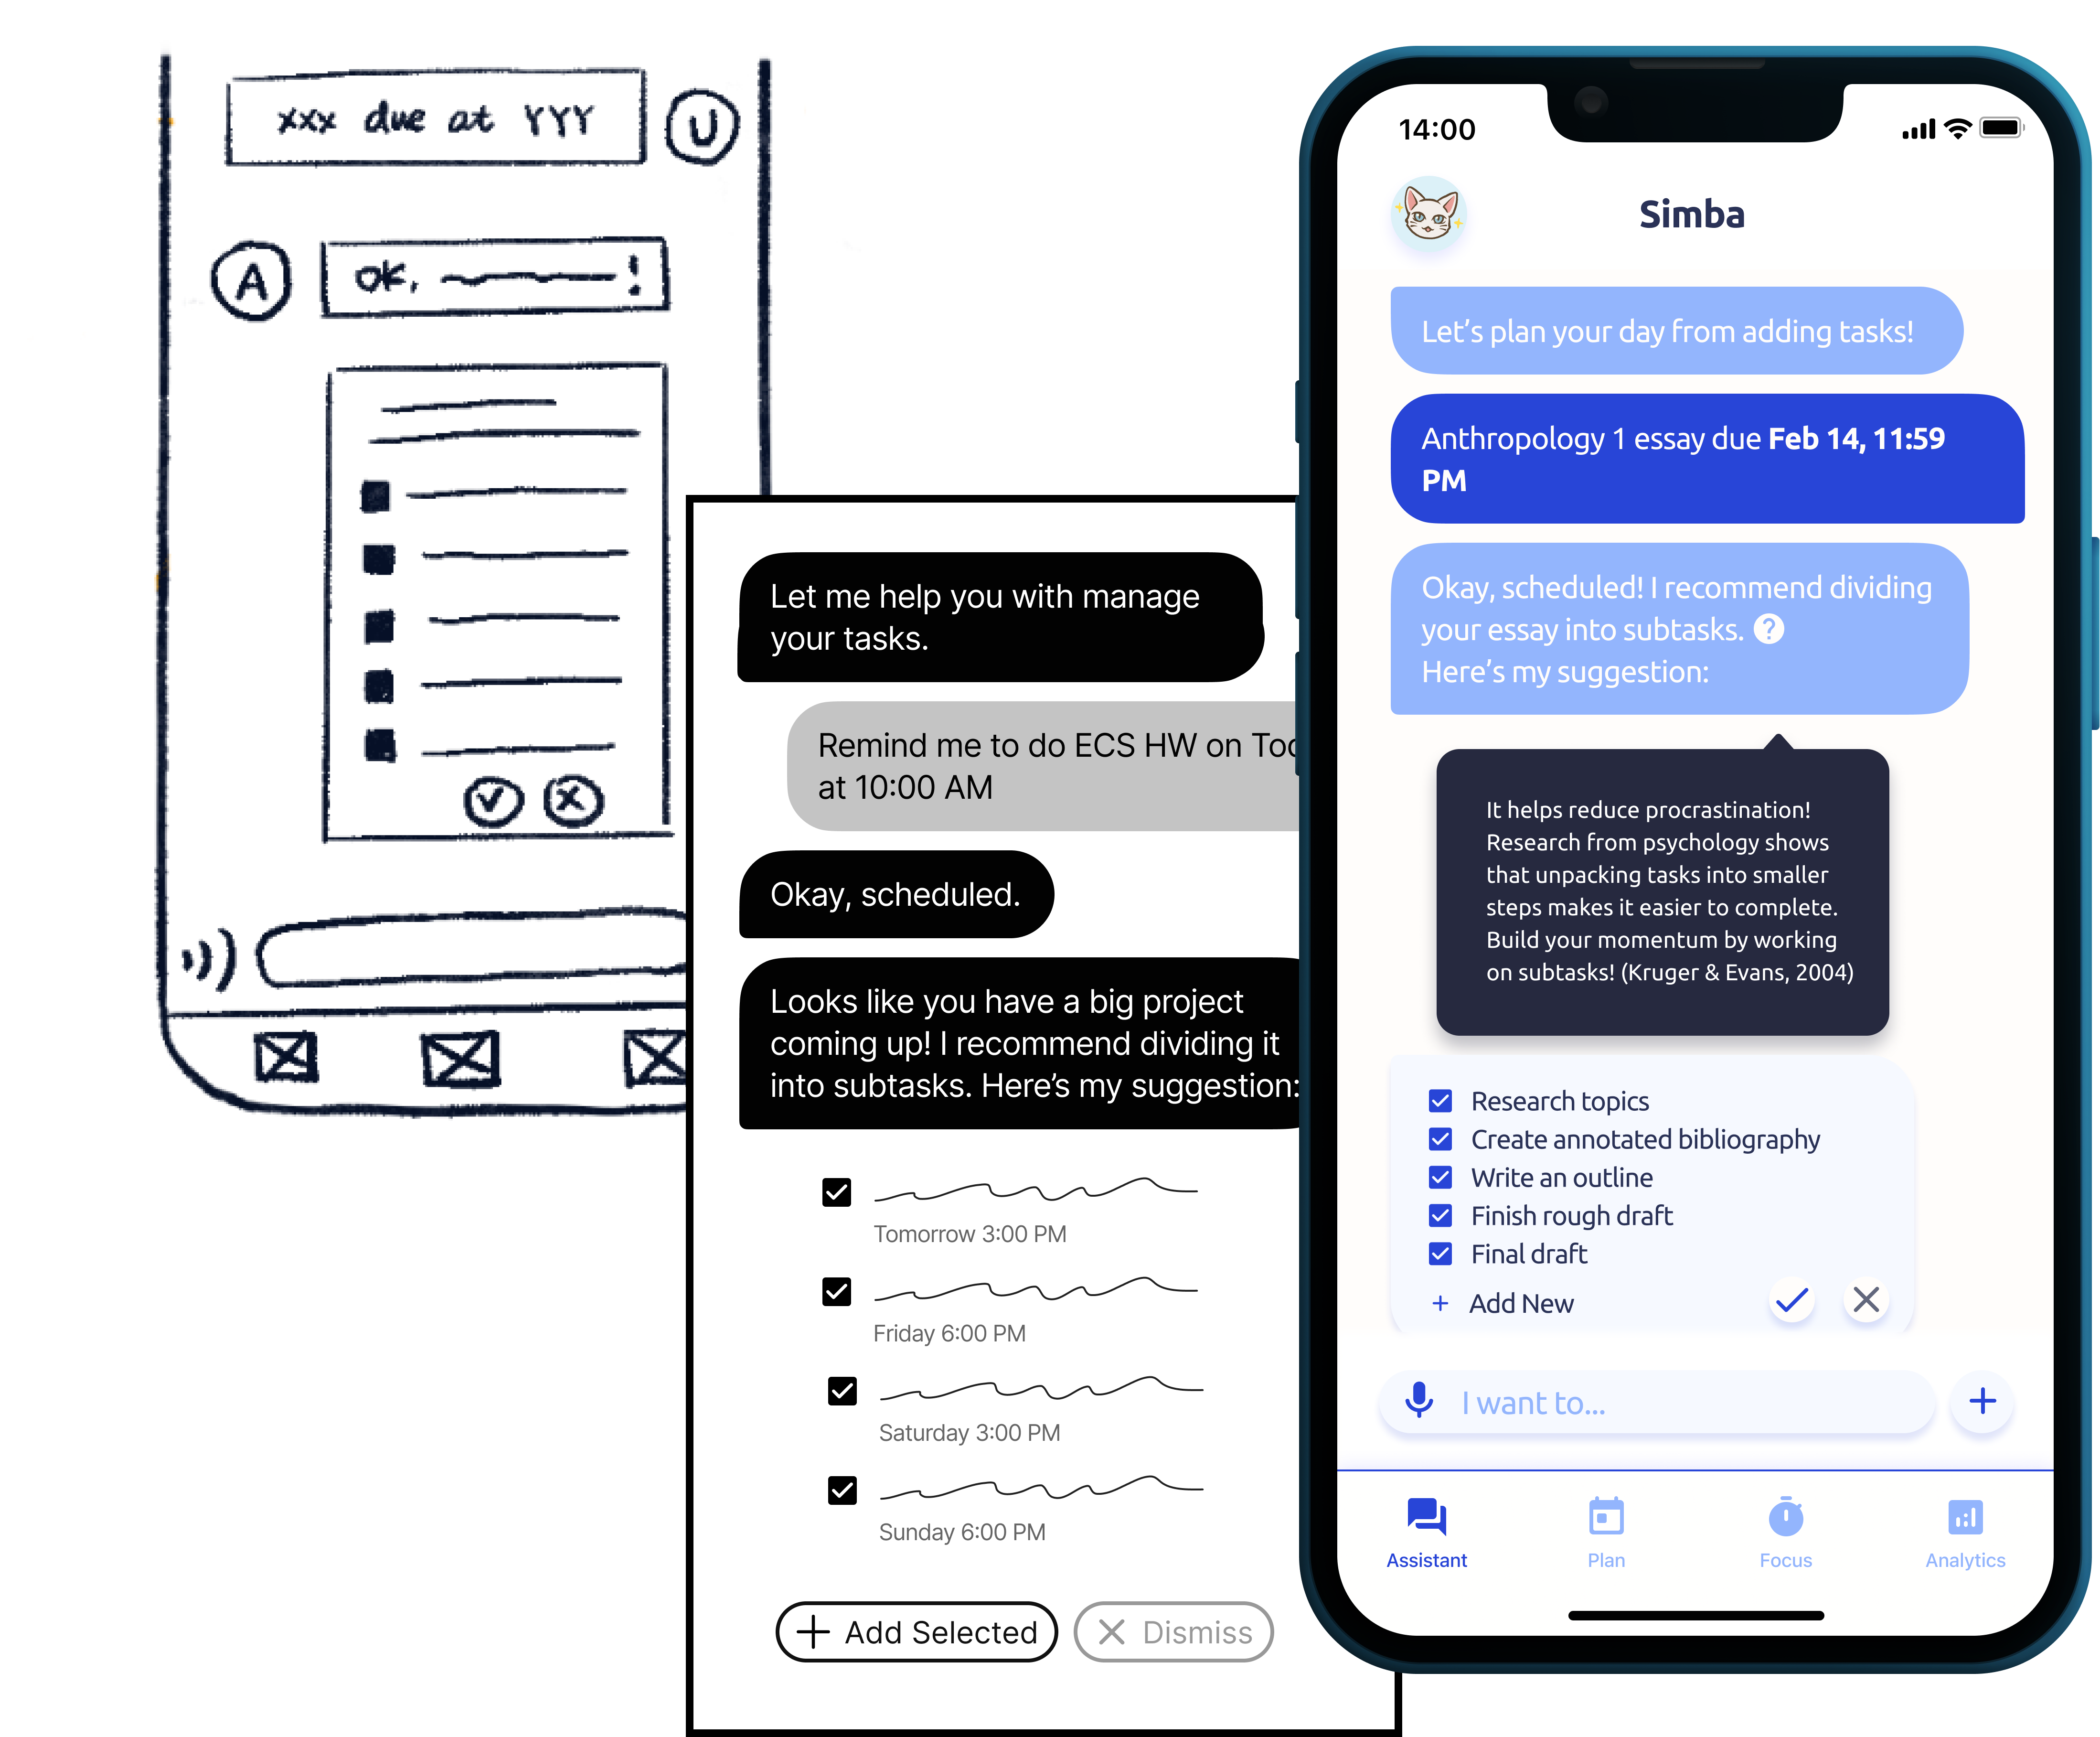 xxx due at YYY
U
A
ok, !
Let me help you with manage
your tasks.
Remind me to do ECS HW on
at 10:00 AM
Okay, scheduled.
Looks like you have a big project
coming up! I recommend dividing it
into subtasks. Here's my suggestion:
Tomorrow 3:00 PM
Friday 6:00 PM
Saturday 3:00 PM
Sunday 6:00 PM
+ Add Selected
× Dismiss
14:00
Simba
Let's plan your day from adding tasks!
Anthropology 1 essay due Feb 14, 11:59
PM
Okay, scheduled! I recommend dividing
your essay into subtasks. ?
Here's my suggestion:
It helps reduce procrastination!
Research from psychology shows
that unpacking tasks into smaller
steps makes it easier to complete.
Build your momentum by working
on subtasks! (Kruger & Evans, 2004)
Research topics
Create annotated bibliography
Write an outline
Finish rough draft
Final draft
+ Add New
I want to...
Assistant
Plan
Focus
Analytics